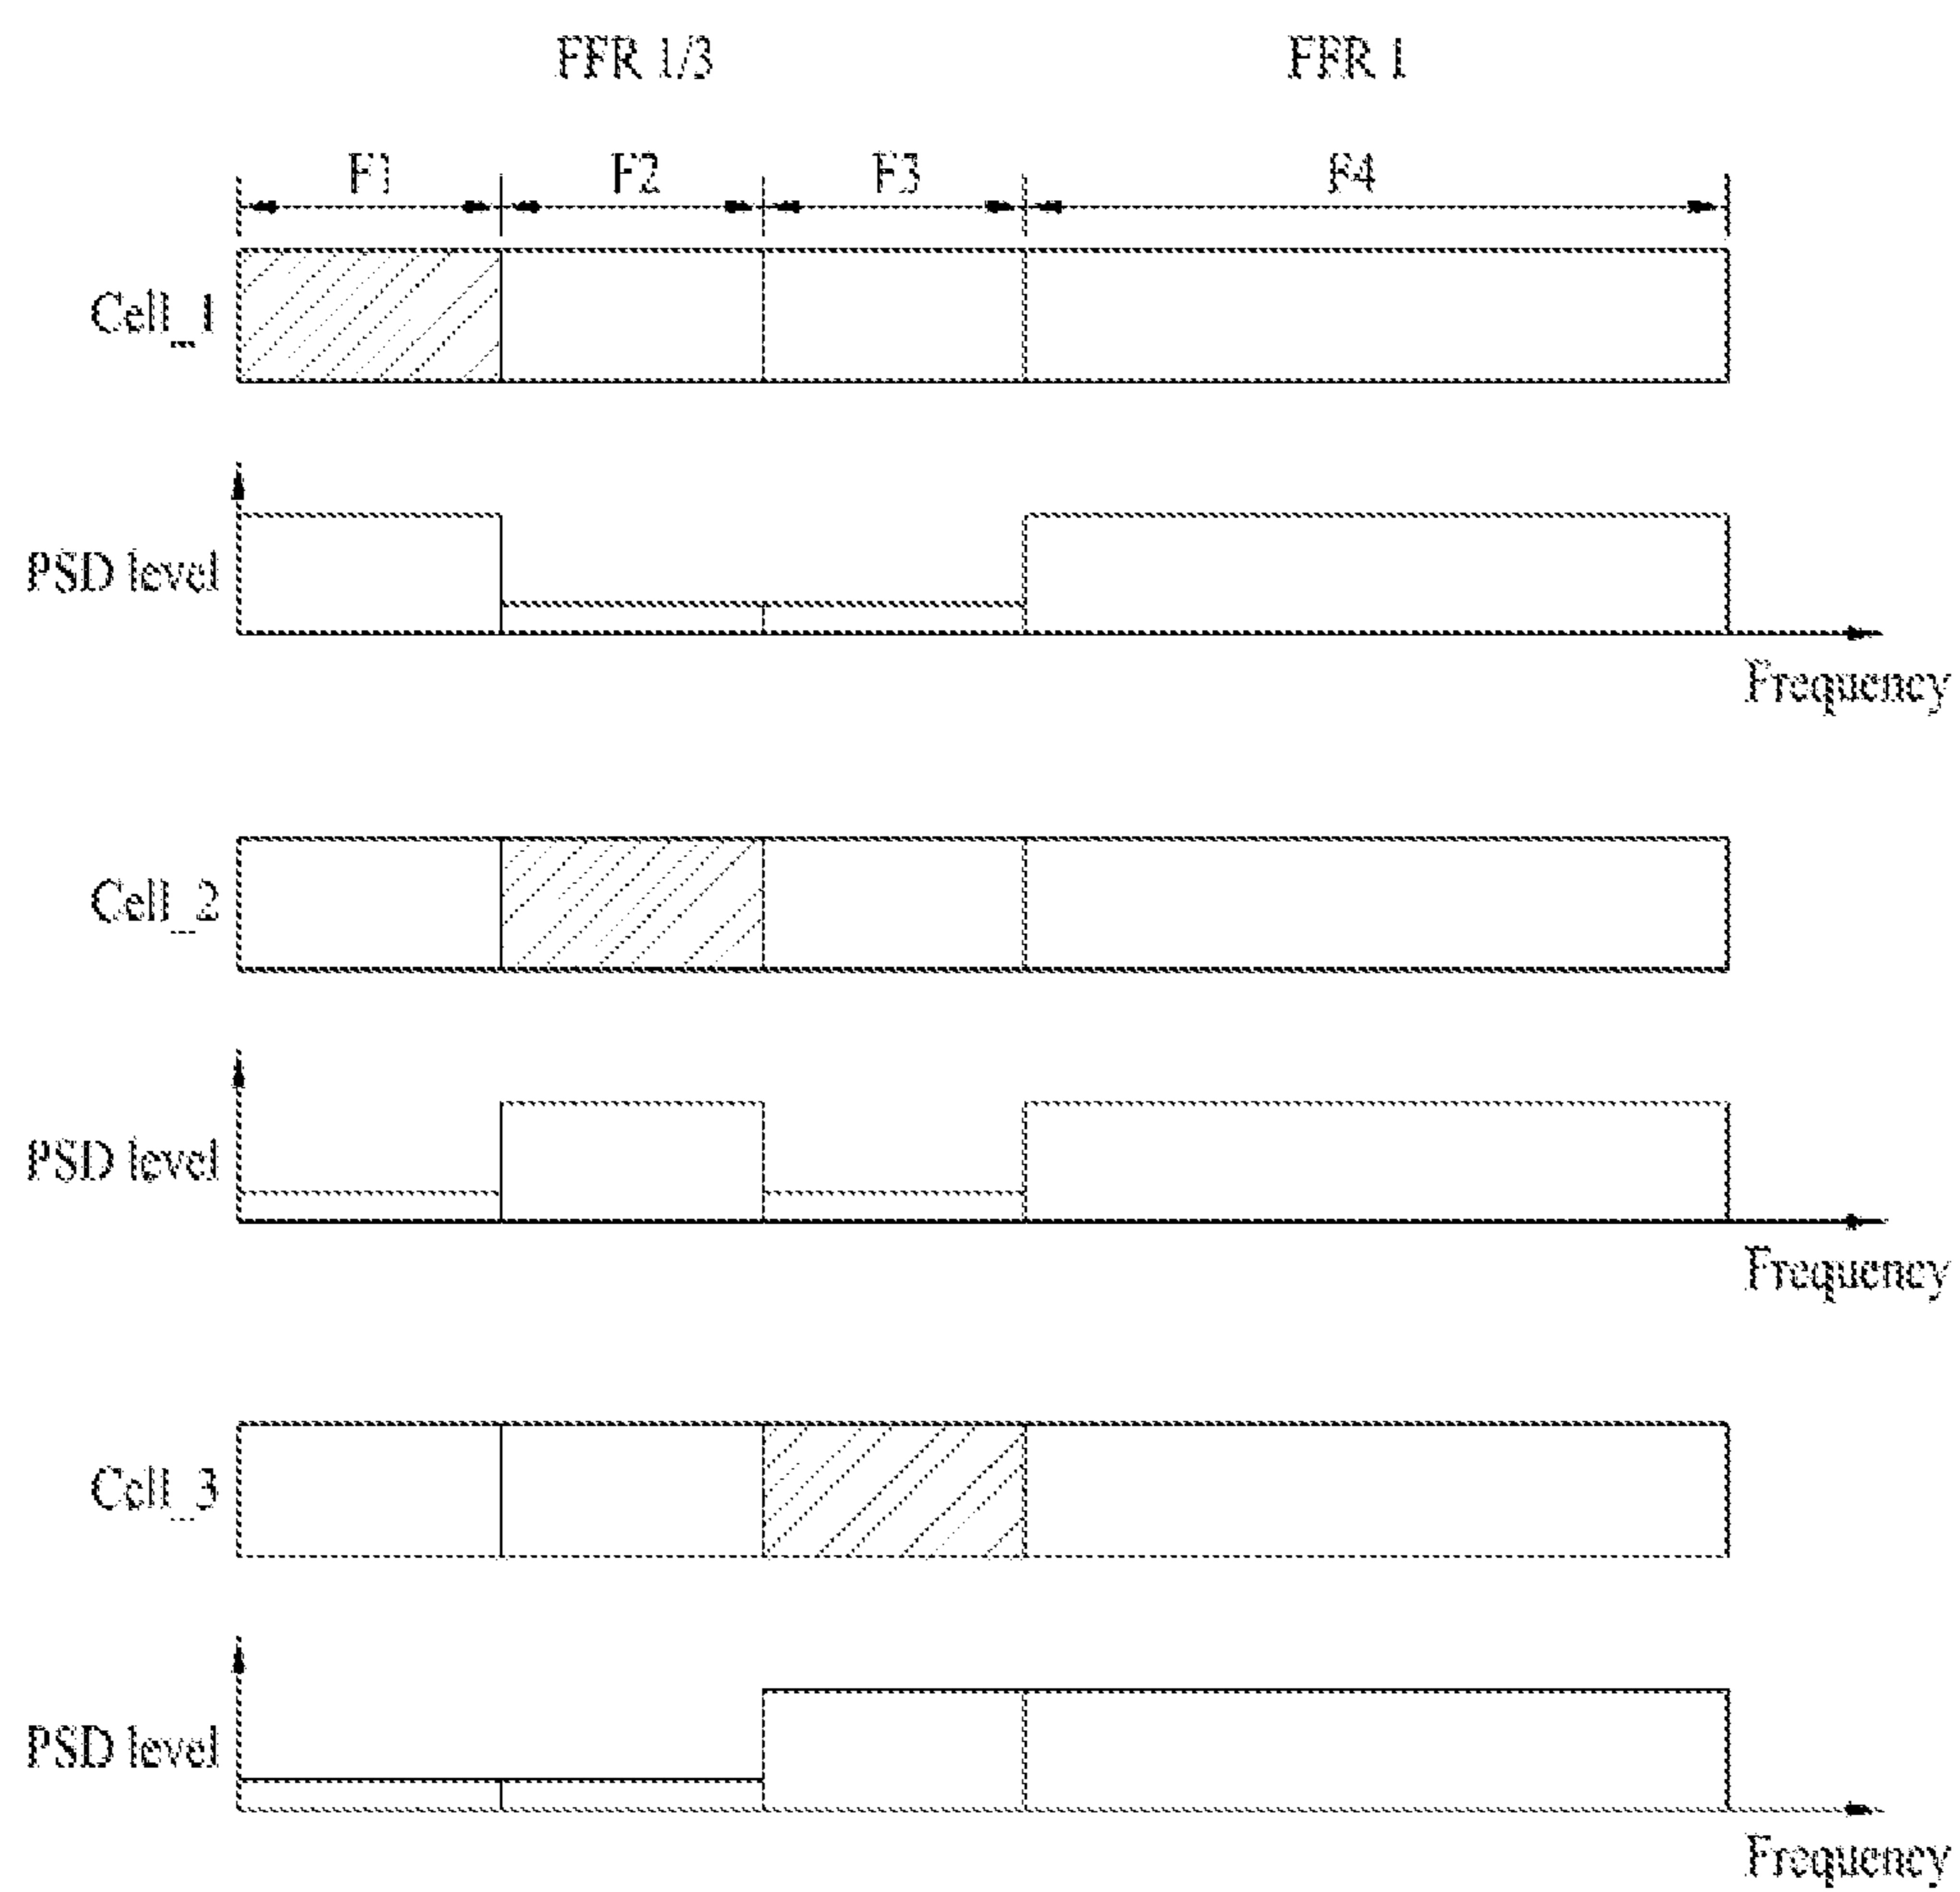 FFR 1/3 FFR 1
F1 F2 F3 F4
Cell_1
PSD level
Frequency
Cell_2
PSD level
Frequency
Cell_3
PSD level
Frequency